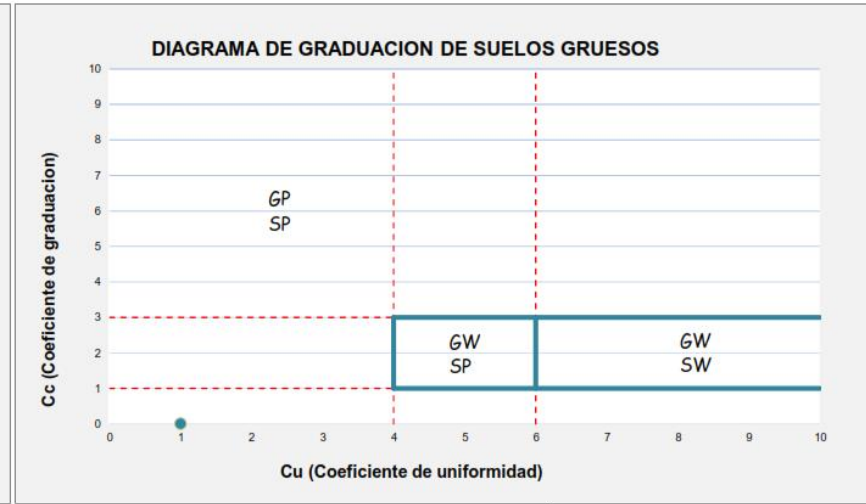 DIAGRAMA DE GRADUACION DE SUELOS GRUESOS
10
9
8
7
6
5
4
3
2
1
0
Cc (Coeficiente de graduacion)
GP
SP
GW
SP
GW
SW
0 1 2 3 4 5 6 7 8 9 10
Cu (Coeficiente de uniformidad)